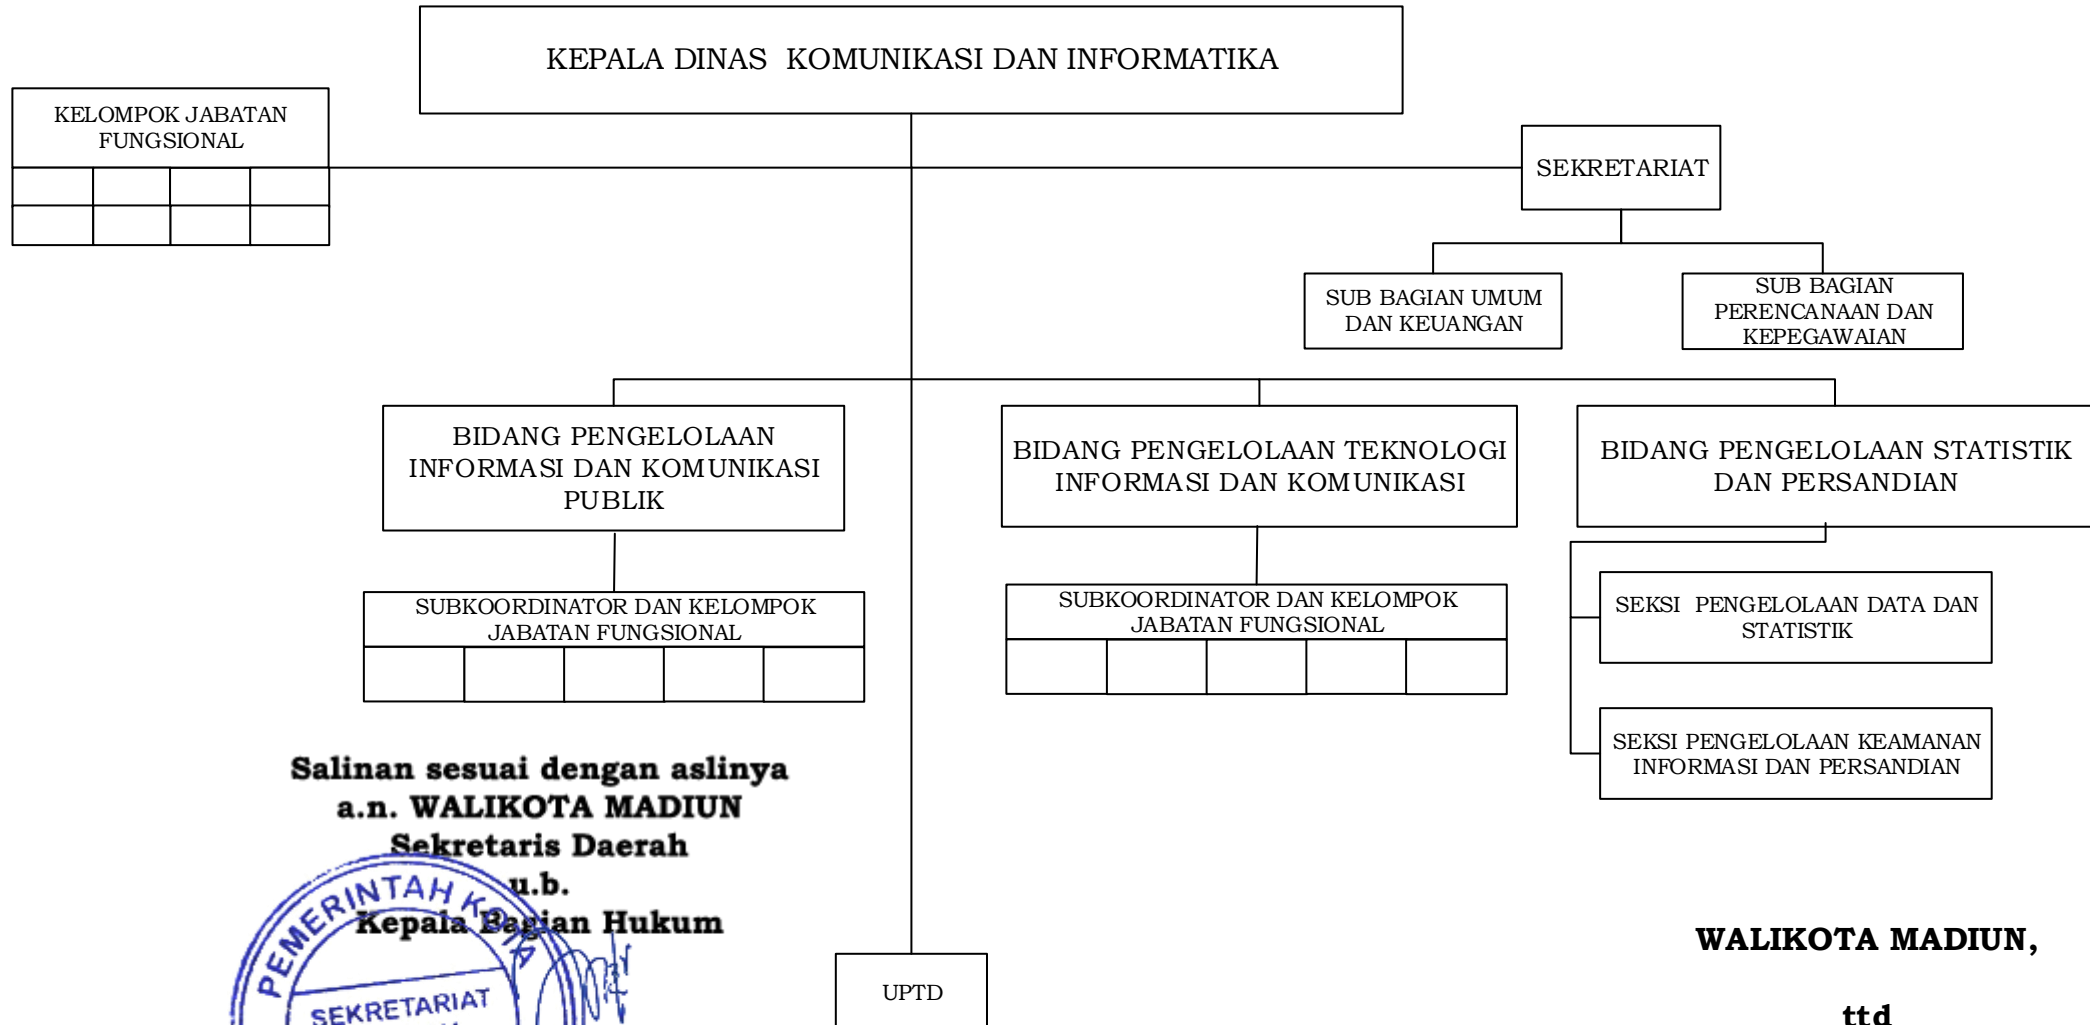 KEPALA DINAS  KOMUNIKASI DAN INFORMATIKA
KELOMPOK JABATAN
FUNGSIONAL
SEKRETARIAT
SUB BAGIAN UMUM
DAN KEUANGAN
SUB BAGIAN
PERENCANAAN DAN
KEPEGAWAIAN
BIDANG PENGELOLAAN
INFORMASI DAN KOMUNIKASI
PUBLIK
BIDANG PENGELOLAAN TEKNOLOGI
INFORMASI DAN KOMUNIKASI
BIDANG PENGELOLAAN STATISTIK
DAN PERSANDIAN
SUBKOORDINATOR DAN KELOMPOK
JABATAN FUNGSIONAL
SUBKOORDINATOR DAN KELOMPOK
JABATAN FUNGSIONAL
SEKSI  PENGELOLAAN DATA DAN
STATISTIK
SEKSI PENGELOLAAN KEAMANAN
INFORMASI DAN PERSANDIAN
Salinan sesuai dengan aslinya
a.n. WALIKOTA MADIUN
Sekretaris Daerah
u.b.
Kepala Bagian Hukum
PEMERINTAH KOTA
SEKRETARIAT
UPTD
WALIKOTA MADIUN,
ttd